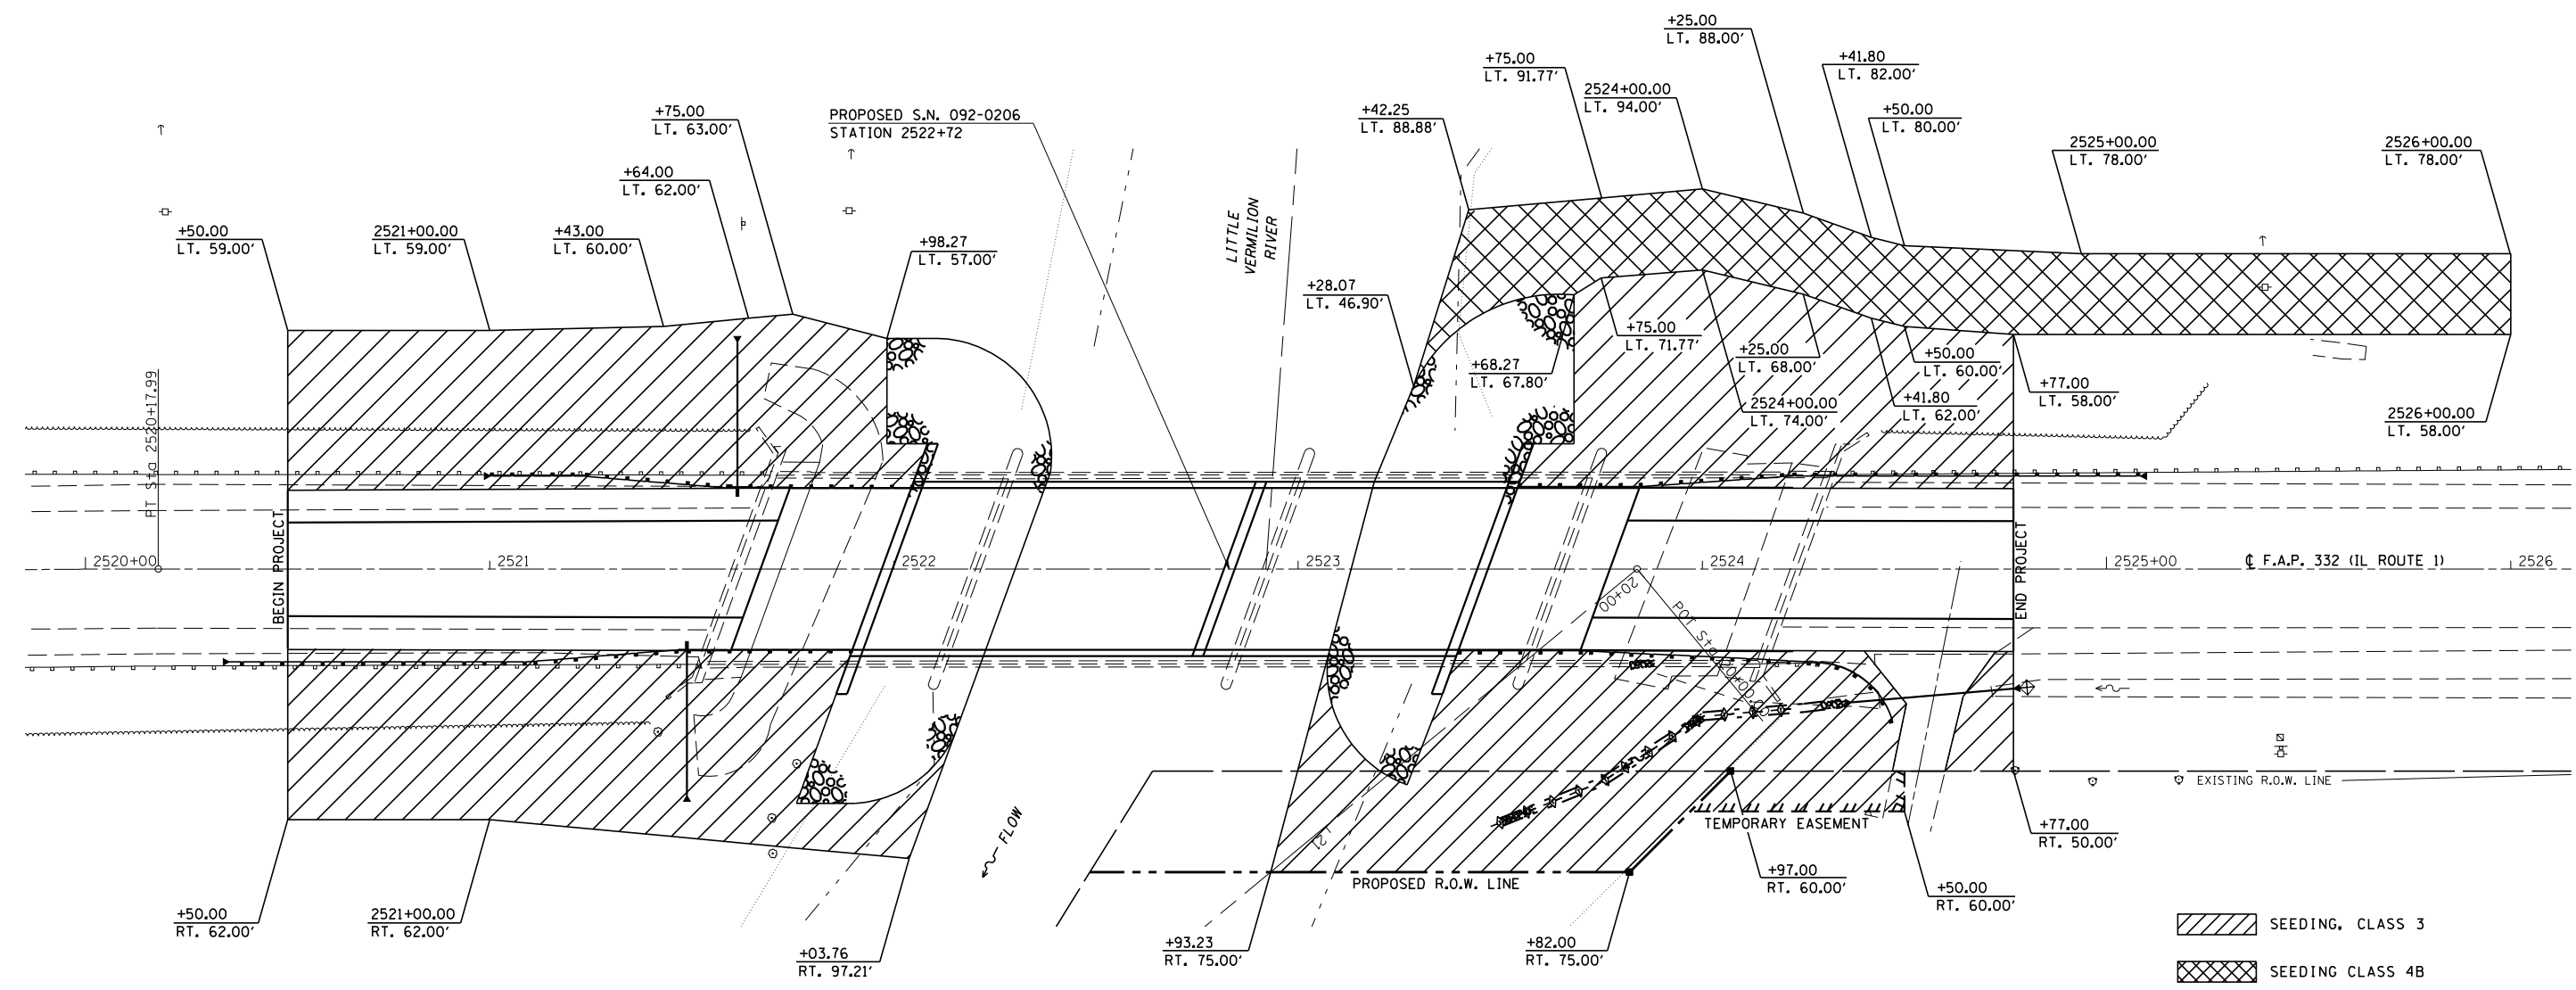 +25.00
LT. 88.00'
+75.00
LT. 91.77'
+41.80
LT. 82.00'
2524+00.00
LT. 94.00'
+75.00
LT. 63.00'
PROPOSED S.N. 092-0206
STATION 2522+72
+42.25
LT. 88.88'
+50.00
LT. 80.00'
2525+00.00
LT. 78.00'
2526+00.00
LT. 78.00'
+64.00
LT. 62.00'
+50.00
LT. 59.00'
2521+00.00
LT. 59.00'
+43.00
LT. 60.00'
+98.27
LT. 57.00'
LITTLE
VERMILION
RIVER
+28.07
LT. 46.90'
+75.00
LT. 71.77'
+25.00
LT. 68.00'
+50.00
LT. 60.00'
+68.27
LT. 67.80'
+77.00
LT. 58.00'
2524+00.00
LT. 74.00'
+41.80
LT. 62.00'
2526+00.00
LT. 58.00'
PT Sta 2520+17.99
BEGIN PROJECT
2520+00
2521
2522
2523
2524
END PROJECT
2525+00
℄ F.A.P. 332 (IL ROUTE 1)
2526
20+00
POT Sta 20+00.00
21
EXISTING R.O.W. LINE
TEMPORARY EASEMENT
FLOW
+77.00
RT. 50.00'
PROPOSED R.O.W. LINE
+97.00
RT. 60.00'
+50.00
RT. 60.00'
+50.00
RT. 62.00'
2521+00.00
RT. 62.00'
+03.76
RT. 97.21'
+93.23
RT. 75.00'
+82.00
RT. 75.00'
SEEDING, CLASS 3
SEEDING CLASS 4B